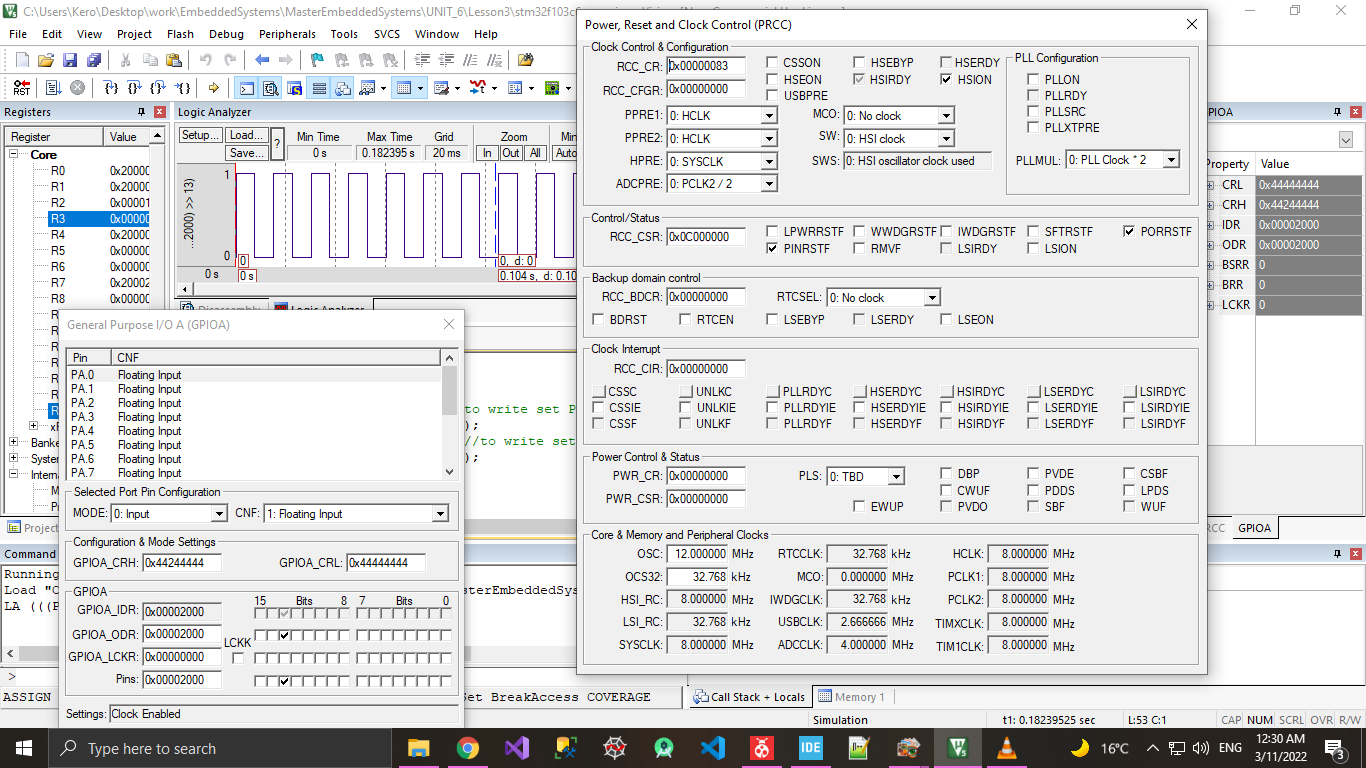 C:\Users\Kero\Desktop\work\EmbeddedSystems\MasterEmbeddedSystems\UNIT_6\Lesson3\stm32f103c
File Edit View Project Flash Debug Peripherals Tools SVCS Window Help
RST
Registers
Register Value
Core
R0 0x20000
R1 0x20000
R2 0x00001
R3 0x00000
R4 0x20000
R5 0x00000
R6 0x00000
R7 0x20002
R8 0x00000
Banke
System
Intern
Project
Logic Analyzer
Setup... Load... Save... ?
Min Time Max Time Grid Zoom
0 s 0.182395 s 20 ms In Out All Auto
...2000) >> 13)
1
0
0 0, d: 0
0 s 0 s 0.104 s, d: 0.10
Disassembly Logic Analyzer
to write set P
);
//to write set
);
General Purpose I/O A (GPIOA)
Pin CNF
PA.0 Floating Input
PA.1 Floating Input
PA.2 Floating Input
PA.3 Floating Input
PA.4 Floating Input
PA.5 Floating Input
PA.6 Floating Input
PA.7 Floating Input
Selected Port Pin Configuration
MODE: 0: Input CNF: 1: Floating Input
Configuration & Mode Settings
GPIOA_CRH: 0x44244444 GPIOA_CRL: 0x44444444
GPIOA
15 Bits 8 7 Bits 0
GPIOA_IDR: 0x00002000
GPIOA_ODR: 0x00002000
LCKK
GPIOA_LCKR: 0x00000000
Pins: 0x00002000
Settings: Clock Enabled
Power, Reset and Clock Control (PRCC)
Clock Control & Configuration
RCC_CR: 0x00000083 CSSON HSEBYP HSERDY
HSEON HSIRDY HSION
RCC_CFGR: 0x00000000 USBPRE
PPRE1: 0: HCLK MCO: 0: No clock
PPRE2: 0: HCLK SW: 0: HSI clock
HPRE: 0: SYSCLK SWS: 0: HSI oscillator clock used
ADCPRE: 0: PCLK2 / 2
PLL Configuration
PLLON
PLLRDY
PLLSRC
PLLXTPRE
PLLMUL: 0: PLL Clock * 2
Control/Status
RCC_CSR: 0x0C000000 LPWRRSTF WWDGRSTF IWDGRSTF SFTRSTF PORRSTF
PINRSTF RMVF LSIRDY LSION
Backup domain control
RCC_BDCR: 0x00000000 RTCSEL: 0: No clock
BDRST RTCEN LSEBYP LSERDY LSEON
Clock Interrupt
RCC_CIR: 0x00000000
CSSC UNLKC PLLRDYC HSERDYC HSIRDYC LSERDYC LSIRDYC
CSSIE UNLKIE PLLRDYIE HSERDYIE HSIRDYIE LSERDYIE LSIRDYIE
CSSF UNLKF PLLRDYF HSERDYF HSIRDYF LSERDYF LSIRDYF
Power Control & Status
PWR_CR: 0x00000000 PLS: 0: TBD DBP PVDE CSBF
CWUF PDDS LPDS
PWR_CSR: 0x00000000 EWUP PVDO SBF WUF
Core & Memory and Peripheral Clocks
OSC: 12.000000 MHz RTCCLK: 32.768 kHz HCLK: 8.000000 MHz
OCS32: 32.768 kHz MCO: 0.000000 MHz PCLK1: 8.000000 MHz
HSI_RC: 8.000000 MHz IWDGCLK: 32.768 kHz PCLK2: 8.000000 MHz
LSI_RC: 32.768 kHz USBCLK: 2.666666 MHz TIMXCLK: 8.000000 MHz
SYSCLK: 8.000000 MHz ADCCLK: 4.000000 MHz TIM1CLK: 8.000000 MHz
GPIOA
Property Value
CRL 0x44444444
CRH 0x44244444
IDR 0x00002000
ODR 0x00002000
BSRR 0
BRR 0
LCKR 0
RCC GPIOA
Command
Running
Load "C
LA (((P
sterEmbeddedSys
>
ASSIGN
Set BreakAccess COVERAGE
Call Stack + Locals Memory 1
Simulation t1: 0.18239525 sec L:53 C:1 CAP NUM SCRL OVR R/W
Type here to search
IDE
16°C ENG 12:30 AM
3/11/2022
3